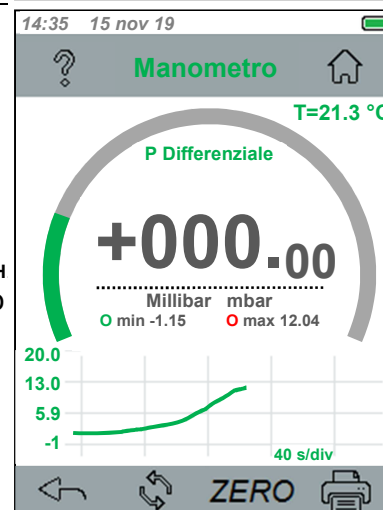 14:35 15 nov 19
? Manometro
T=21.3 °C
P Differenziale
+000.00
Millibar mbar
O min -1.15 O max 12.04
20.0
13.0
5.9
-1
40 s/div
ZERO